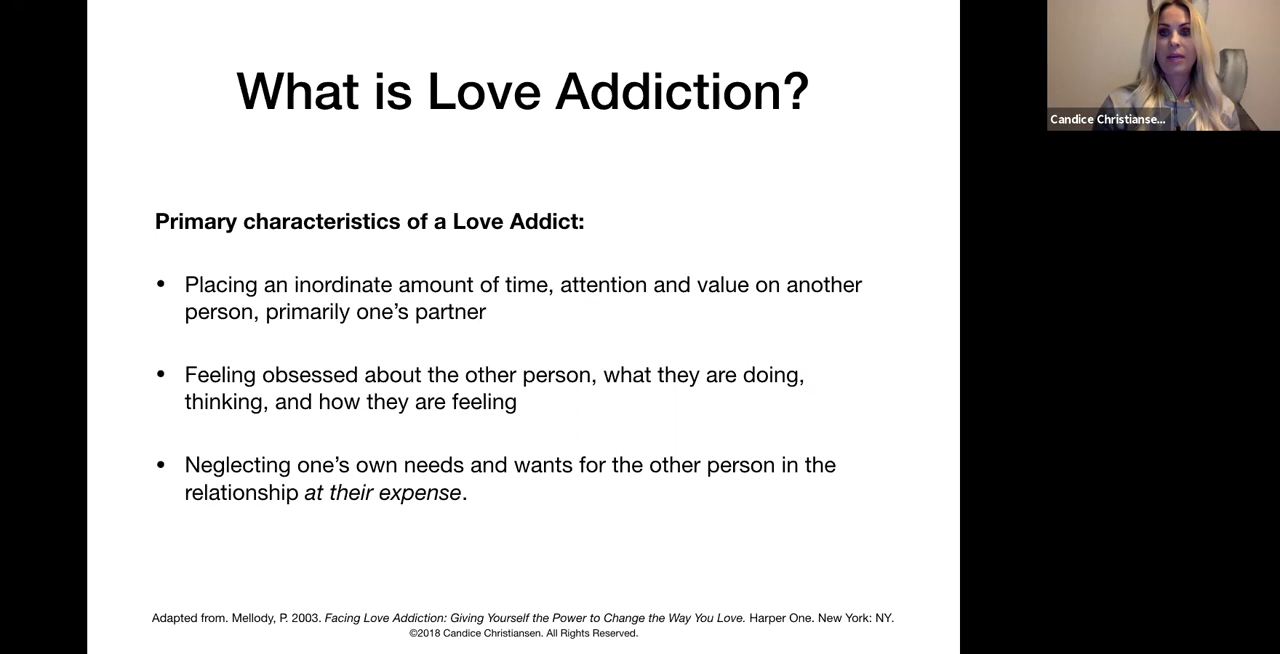 What is Love Addiction?
Candice Christianse...
Primary characteristics of a Love Addict:
• Placing an inordinate amount of time, attention and value on another
person, primarily one’s partner
• Feeling obsessed about the other person, what they are doing,
thinking, and how they are feeling
• Neglecting one’s own needs and wants for the other person in the
relationship at their expense.
Adapted from. Mellody, P. 2003. Facing Love Addiction: Giving Yourself the Power to Change the Way You Love. Harper One. New York: NY.
©2018 Candice Christiansen. All Rights Reserved.